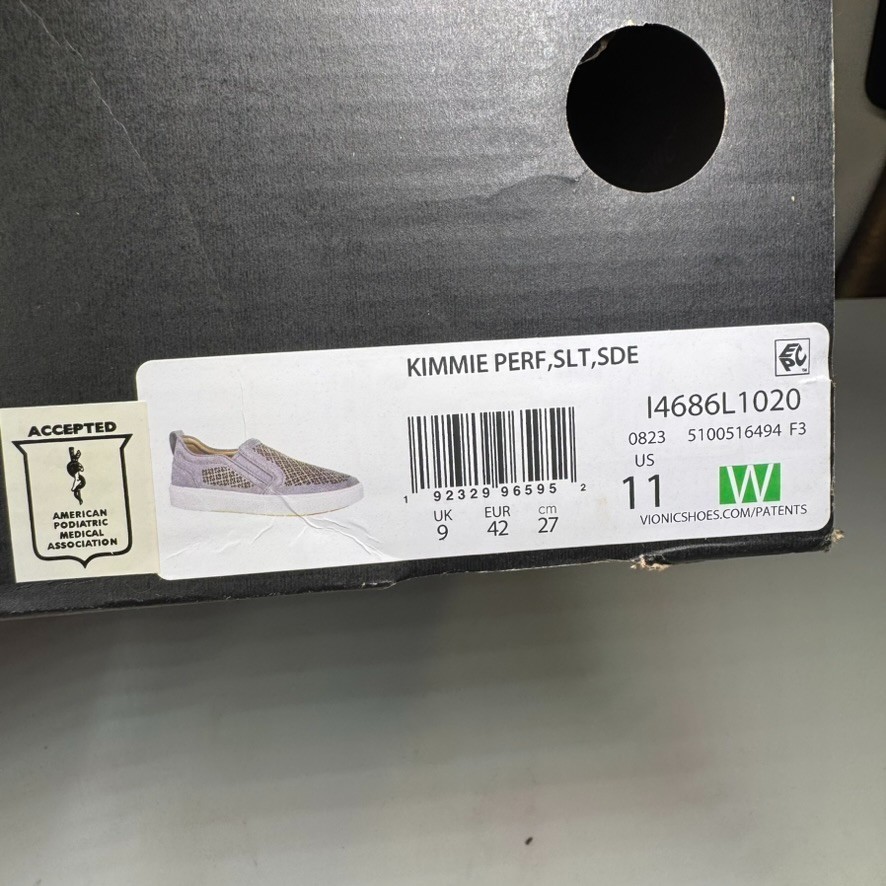 KIMMIE PERF,SLT,SDE
EPC™
I4686L1020
0823 5100516494 F3
US
11 W
VIONICSHOES.COM/PATENTS
1 92329 96595 2
UK EUR cm
9 42 27
ACCEPTED
AMERICAN
PODIATRIC
MEDICAL
ASSOCIATION